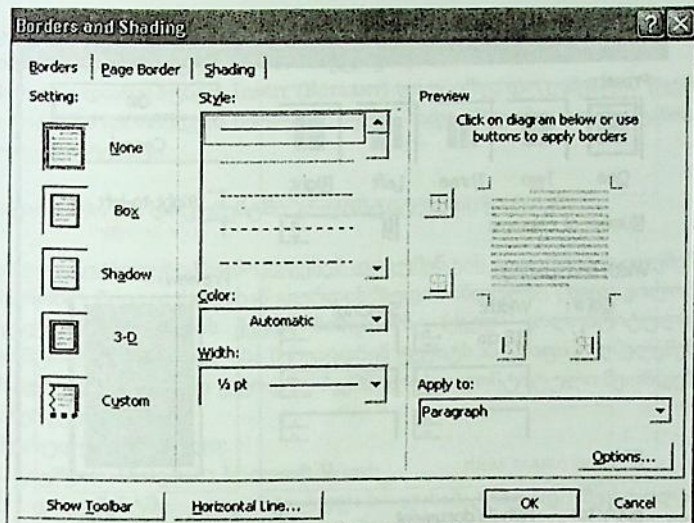 Borders and Shading
Borders
Page Border
Shading
Setting:
None
Box
Shadow
3-D
Custom
Style:
Color:
Automatic
Width:
½ pt
Preview
Click on diagram below or use
buttons to apply borders
Apply to:
Paragraph
Options...
Show Toolbar
Horizontal Line...
OK
Cancel